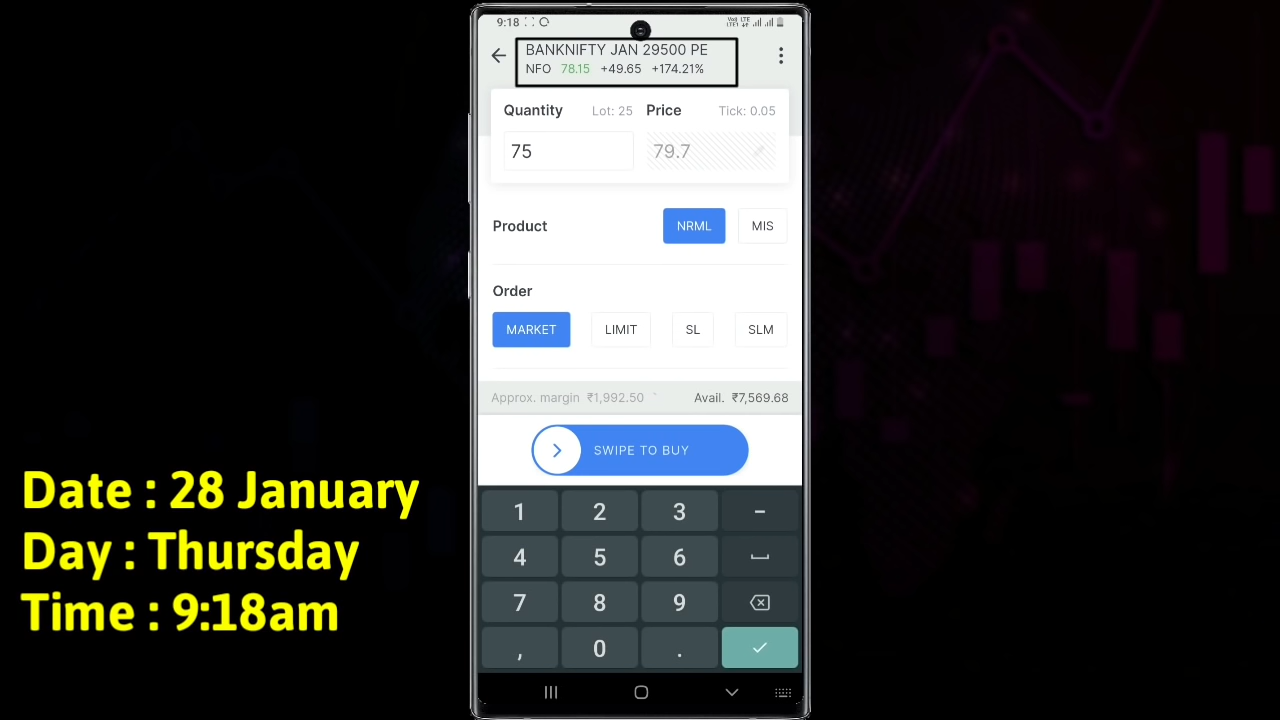 9:18
BANKNIFTY JAN 29500 PE
NFO 78.15 +49.65 +174.21%
Quantity Lot: 25 Price Tick: 0.05
75 79.7
Product NRML MIS
Order
MARKET LIMIT SL SLM
Approx. margin ₹1,992.50 Avail. ₹7,569.68
SWIPE TO BUY
1 2 3 -
4 5 6
7 8 9
, 0 .
Date : 28 January
Day : Thursday
Time : 9:18am